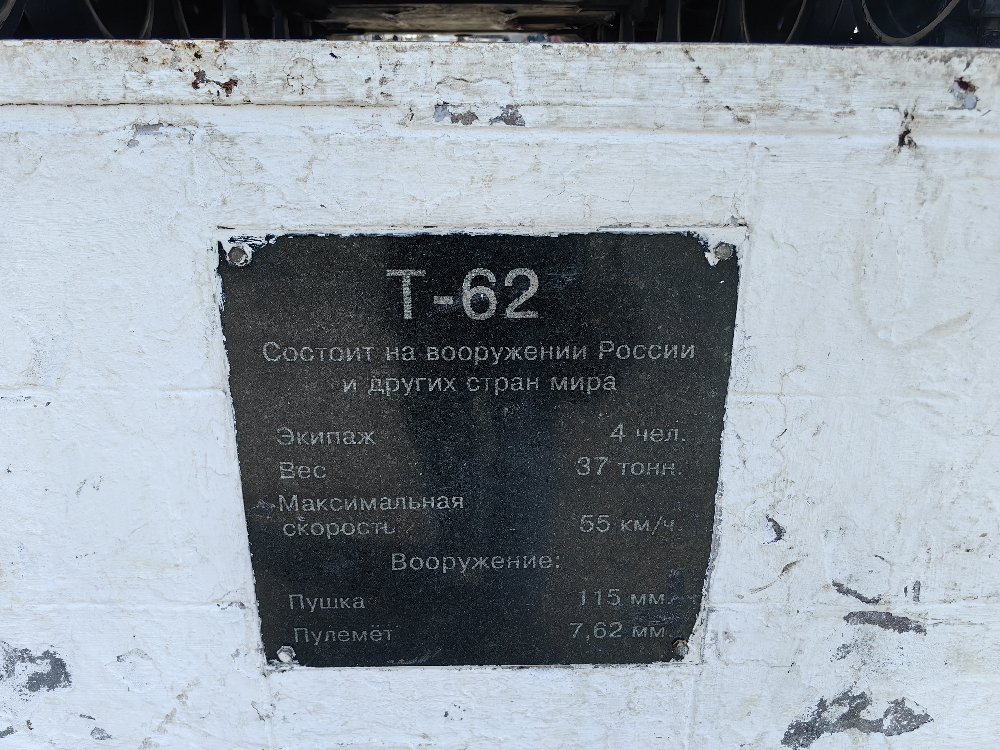 Т-62
Состоит на вооружении России
и других стран мира
Экипаж 4 чел.
Вес 37 тонн.
Максимальная
скорость 55 км/ч.
Вооружение:
Пушка 115 мм.
Пулемёт 7,62 мм.